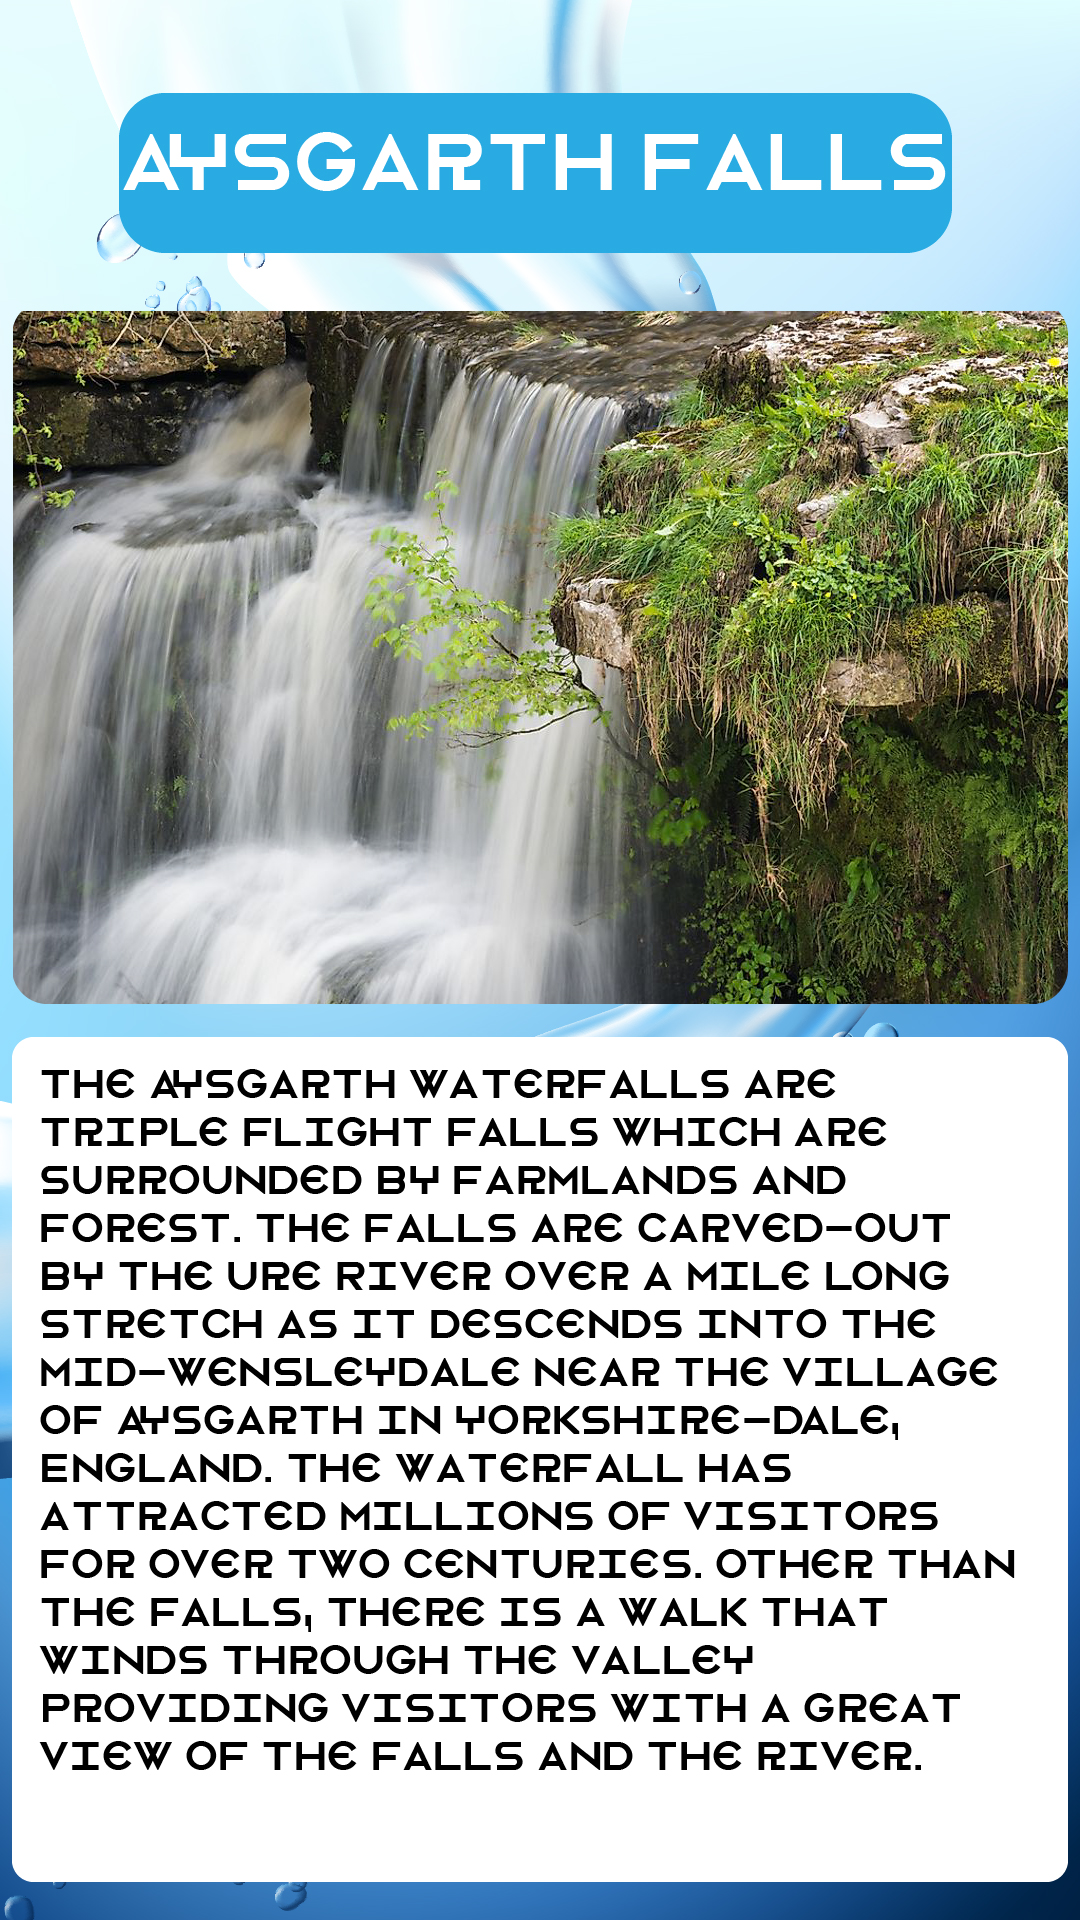 AYSGARTH FALLS
THE AYSGARTH WATERFALLS ARE
TRIPLE FLIGHT FALLS WHICH ARE
SURROUNDED BY FARMLANDS AND
FOREST. THE FALLS ARE CARVED-OUT
BY THE URE RIVER OVER A MILE LONG
STRETCH AS IT DESCENDS INTO THE
MID-WENSLEYDALE NEAR THE VILLAGE
OF AYSGARTH IN YORKSHIRE-DALE,
ENGLAND. THE WATERFALL HAS
ATTRACTED MILLIONS OF VISITORS
FOR OVER TWO CENTURIES. OTHER THAN
THE FALLS, THERE IS A WALK THAT
WINDS THROUGH THE VALLEY
PROVIDING VISITORS WITH A GREAT
VIEW OF THE FALLS AND THE RIVER.